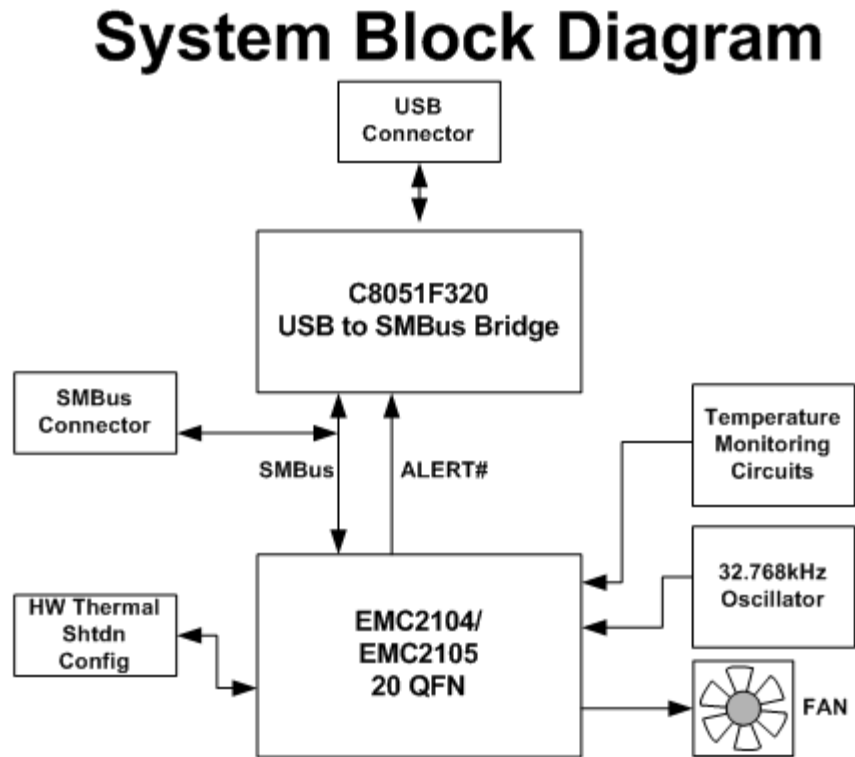 System Block Diagram
USB
Connector
C8051F320
USB to SMBus Bridge
SMBus
Connector
SMBus
ALERT#
Temperature
Monitoring
Circuits
32.768kHz
Oscillator
HW Thermal
Shtdn
Config
EMC2104/
EMC2105
20 QFN
FAN